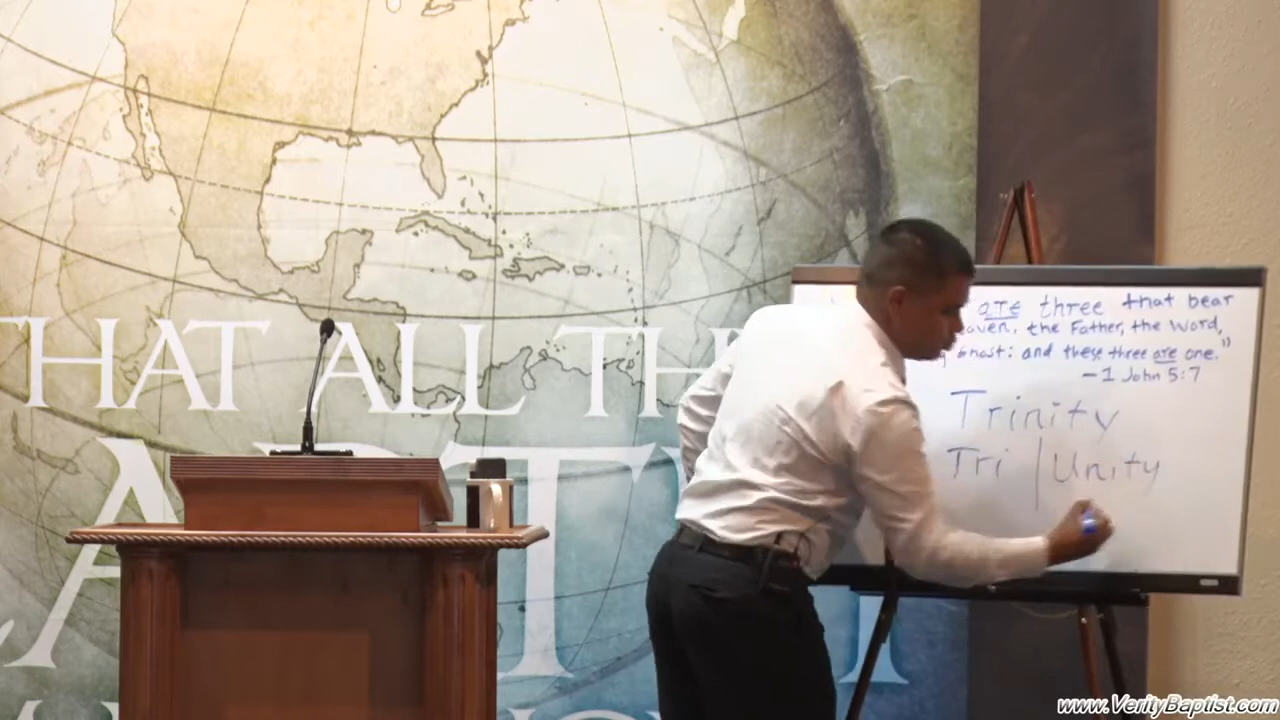 THAT ALL TH
ARTH
are three that bear
the Father, the Word,
Ghost: and these three are one."
-1 John 5:7
Trinity
Tri | Unity
www.VerityBaptist.com